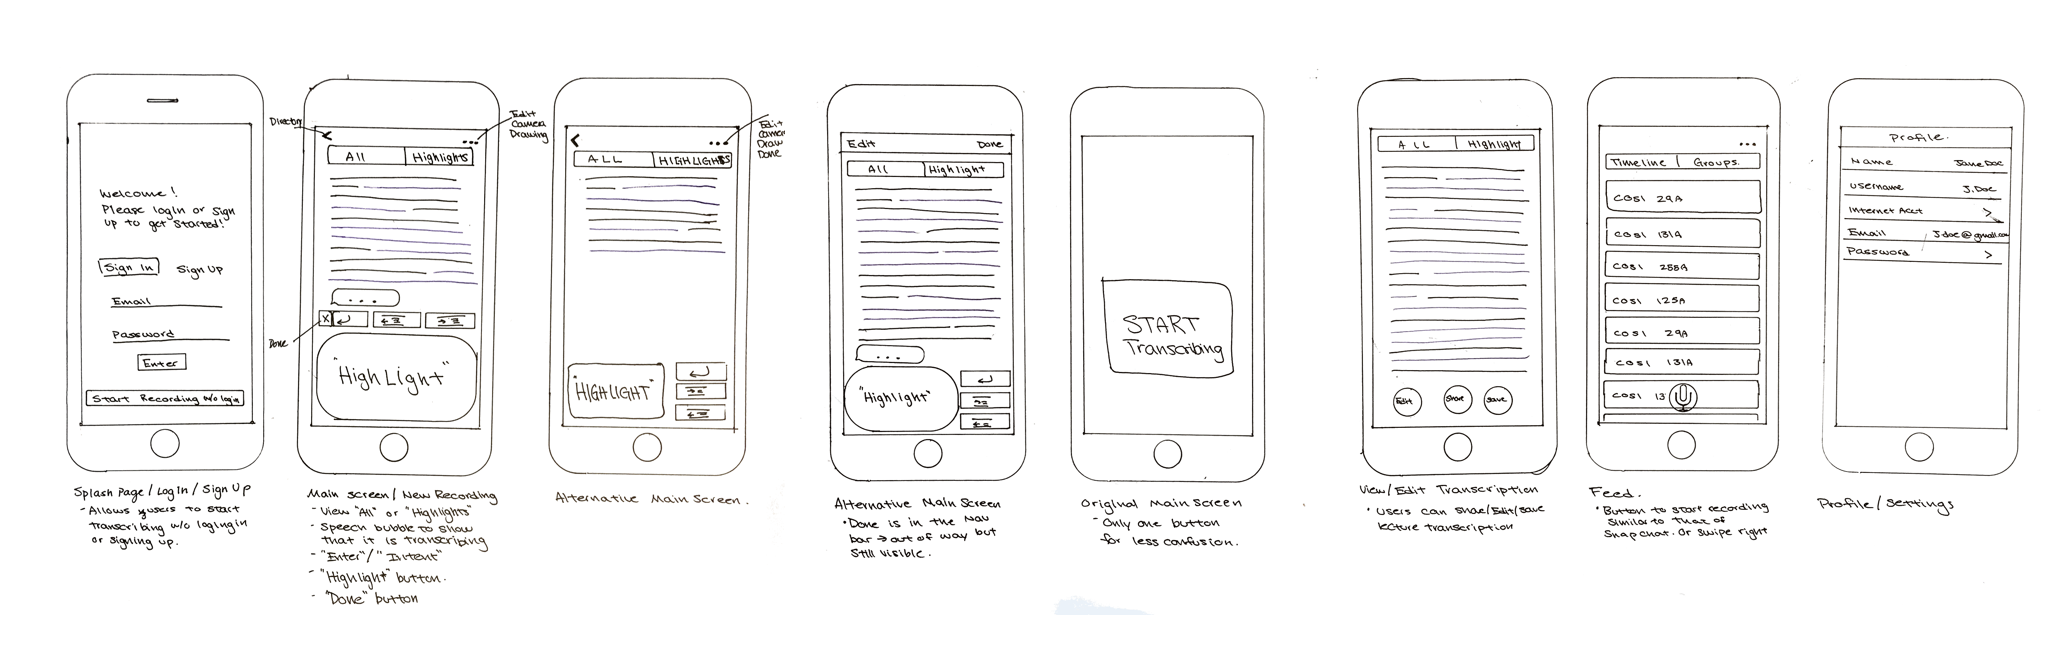 Welcome!
Please login or sign
up to get started!
Sign In
Sign Up
Email
Password
Enter
Start Recording w/o login
Splash Page / Log In / Sign Up
- Allows users to start
transcribing w/o loging in
or signing up.
Directory
<
...
Edit
Camera
Drawing
All
Highlights
...
X
Done
"HighLight"
Main screen / New Recording
- View "All" or "Highlights"
- Speech bubble to show
that it is transcribing
- "Enter" / "Intent"
- "Highlight" button.
- "Done" button
<
...
Edit
Camera
Draw
Done
ALL
HIGHLIGHTS
"HIGHLIGHT"
Alternative Main Screen.
Edit
Done
All
Highlight
...
"Highlight"
Alternative Main Screen
• Done is in the nav
bar → out of way but
still visible.
START
Transcribing
Original Main Screen
- Only one button
for less confusion.
ALL
Highlight
Edit
Share
Save
View/Edit Transcription
• Users can share/Edit/save
lecture transcription
...
Timeline | Groups.
COSI 29A
COSI 131A
COSI 288A
COSI 125A
COSI 29A
COSI 131A
COSI 13
Feed.
• Button to start recording
similar to that of
Snapchat. Or swipe right
Profile.
Name Jane Doe
Username J.Doe
Internet Acct >
Email J.doe@gmail.com
Password >
Profile/Settings